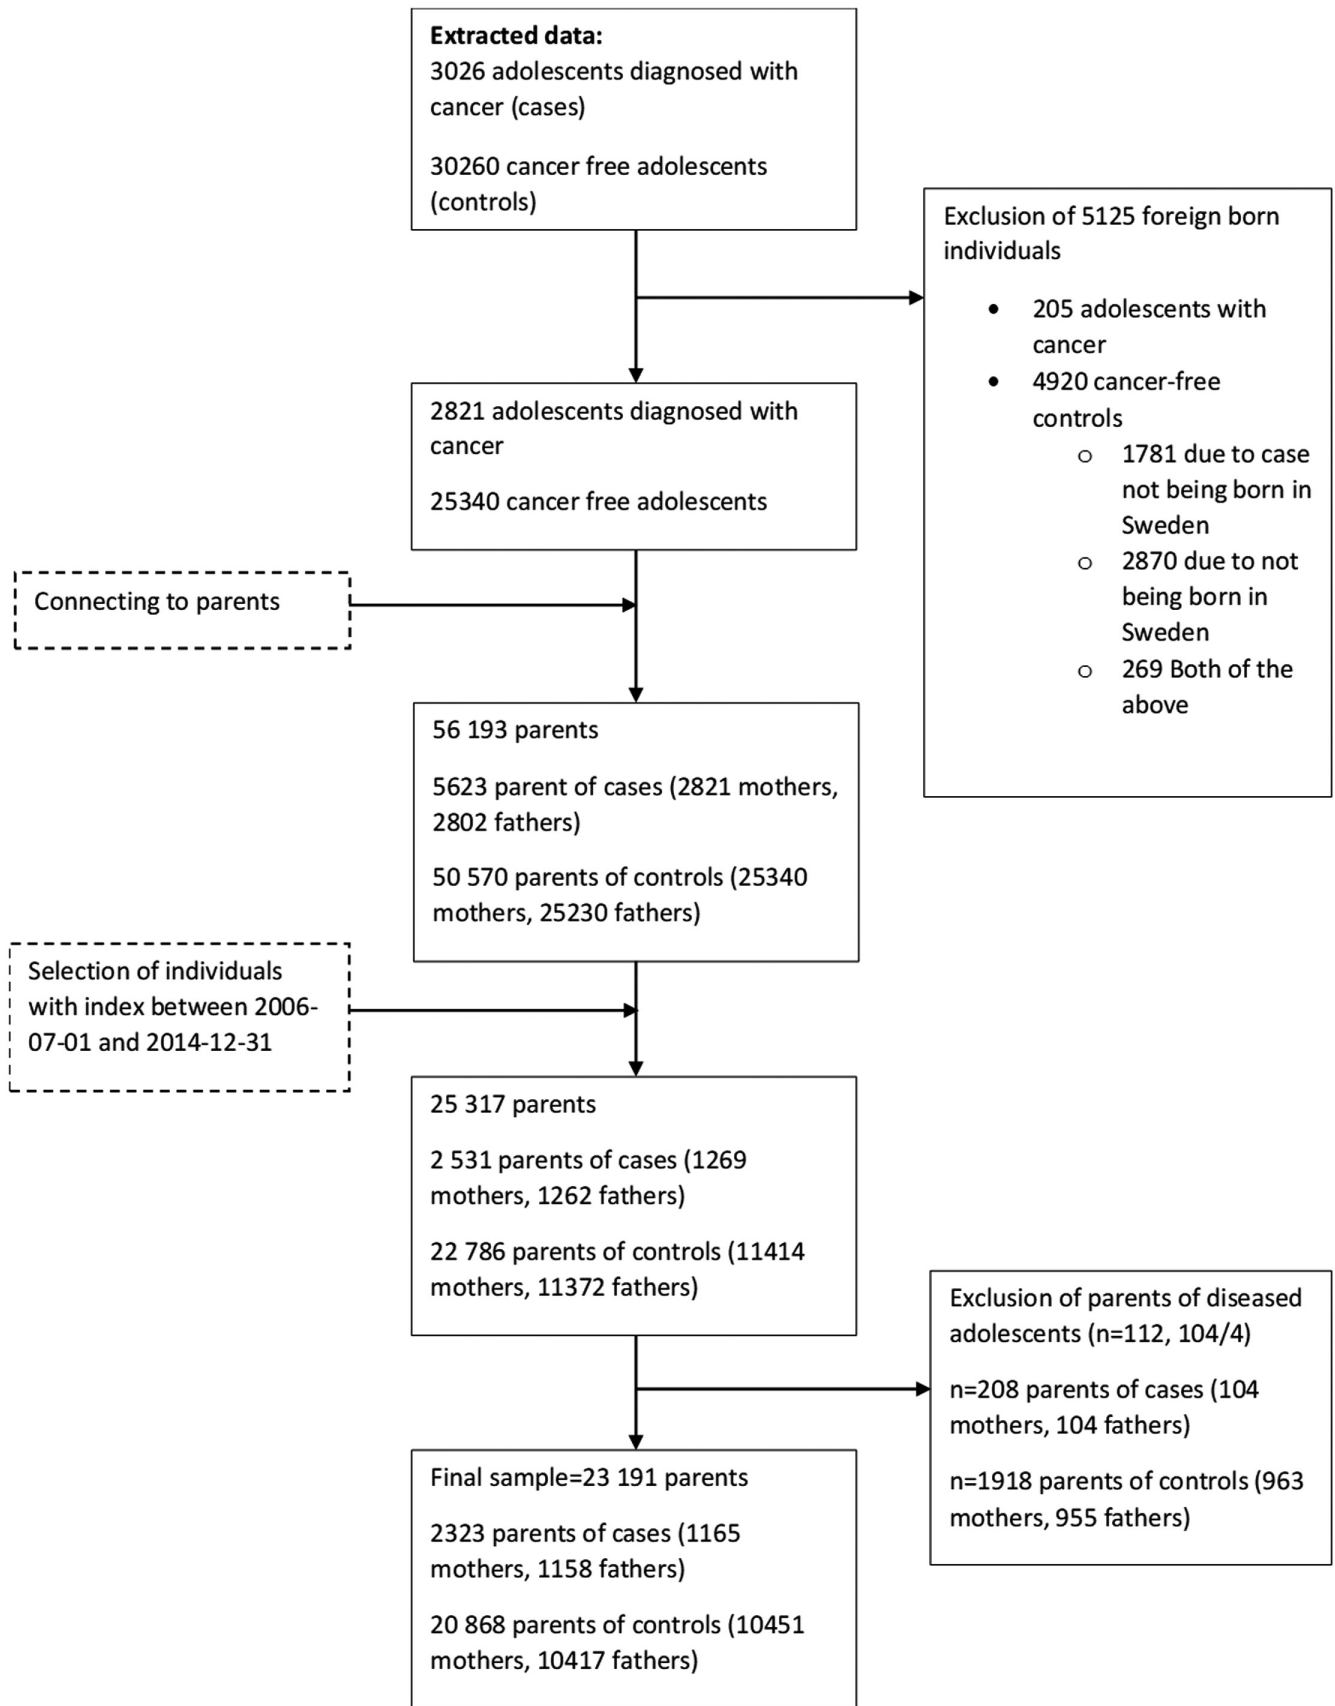 Extracted data:
3026 adolescents diagnosed with
cancer (cases)
30260 cancer free adolescents
(controls)
Exclusion of 5125 foreign born
individuals
• 205 adolescents with
cancer
• 4920 cancer-free
controls
o 1781 due to case
not being born in
Sweden
o 2870 due to not
being born in
Sweden
o 269 Both of the
above
2821 adolescents diagnosed with
cancer
25340 cancer free adolescents
Connecting to parents
56 193 parents
5623 parent of cases (2821 mothers,
2802 fathers)
50 570 parents of controls (25340
mothers, 25230 fathers)
Selection of individuals
with index between 2006-
07-01 and 2014-12-31
25 317 parents
2 531 parents of cases (1269
mothers, 1262 fathers)
22 786 parents of controls (11414
mothers, 11372 fathers)
Exclusion of parents of diseased
adolescents (n=112, 104/4)
n=208 parents of cases (104
mothers, 104 fathers)
n=1918 parents of controls (963
mothers, 955 fathers)
Final sample=23 191 parents
2323 parents of cases (1165
mothers, 1158 fathers)
20 868 parents of controls (10451
mothers, 10417 fathers)